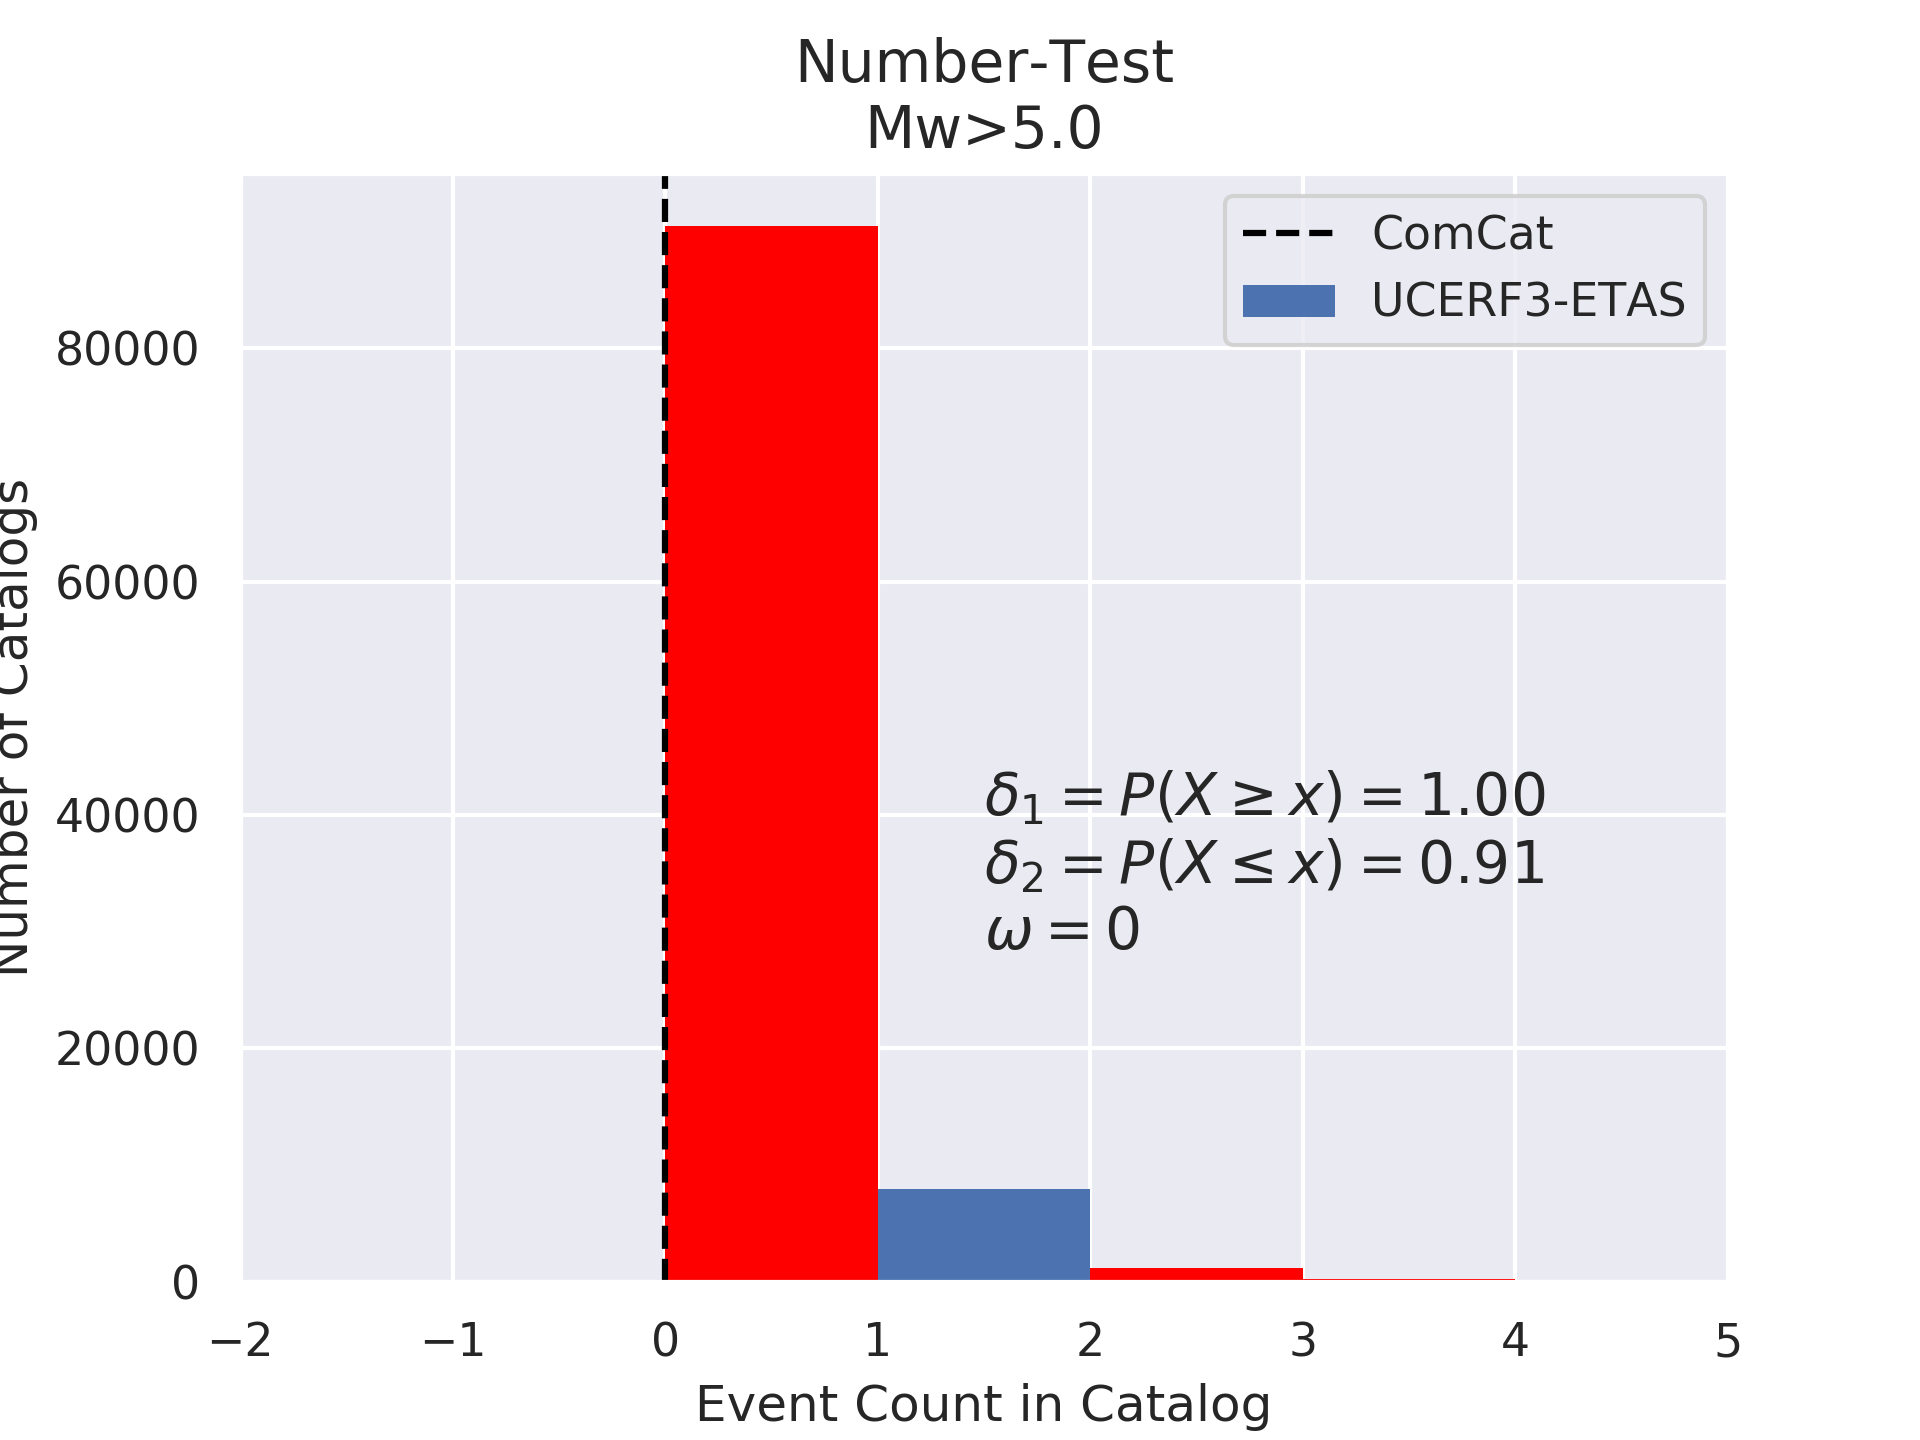 Number-Test
Mw>5.0
ComCat
UCERF3-ETAS
80000
60000
40000
20000
0
Number of Catalogs
δ₁ = P(X ≥ x) = 1.00
δ₂ = P(X ≤ x) = 0.91
ω = 0
−2 −1 0 1 2 3 4 5
Event Count in Catalog